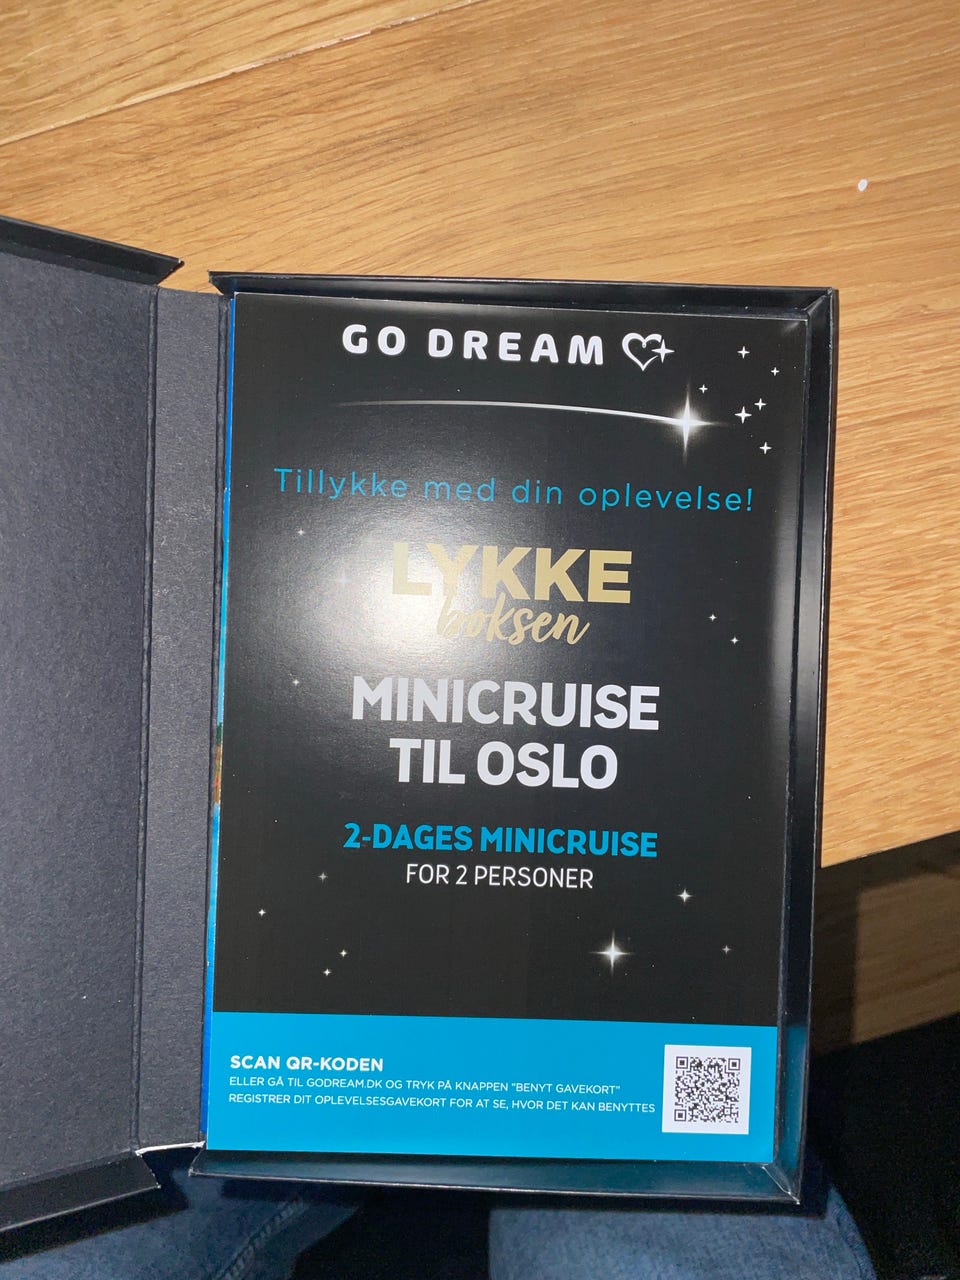 GO DREAM
Tillykke med din oplevelse!
LYKKE
boksen
MINICRUISE
TIL OSLO
2-DAGES MINICRUISE
FOR 2 PERSONER
SCAN QR-KODEN
ELLER GÅ TIL GODREAM.DK OG TRYK PÅ KNAPPEN "BENYT GAVEKORT"
REGISTRER DIT OPLEVELSESGAVEKORT FOR AT SE, HVOR DET KAN BENYTTES